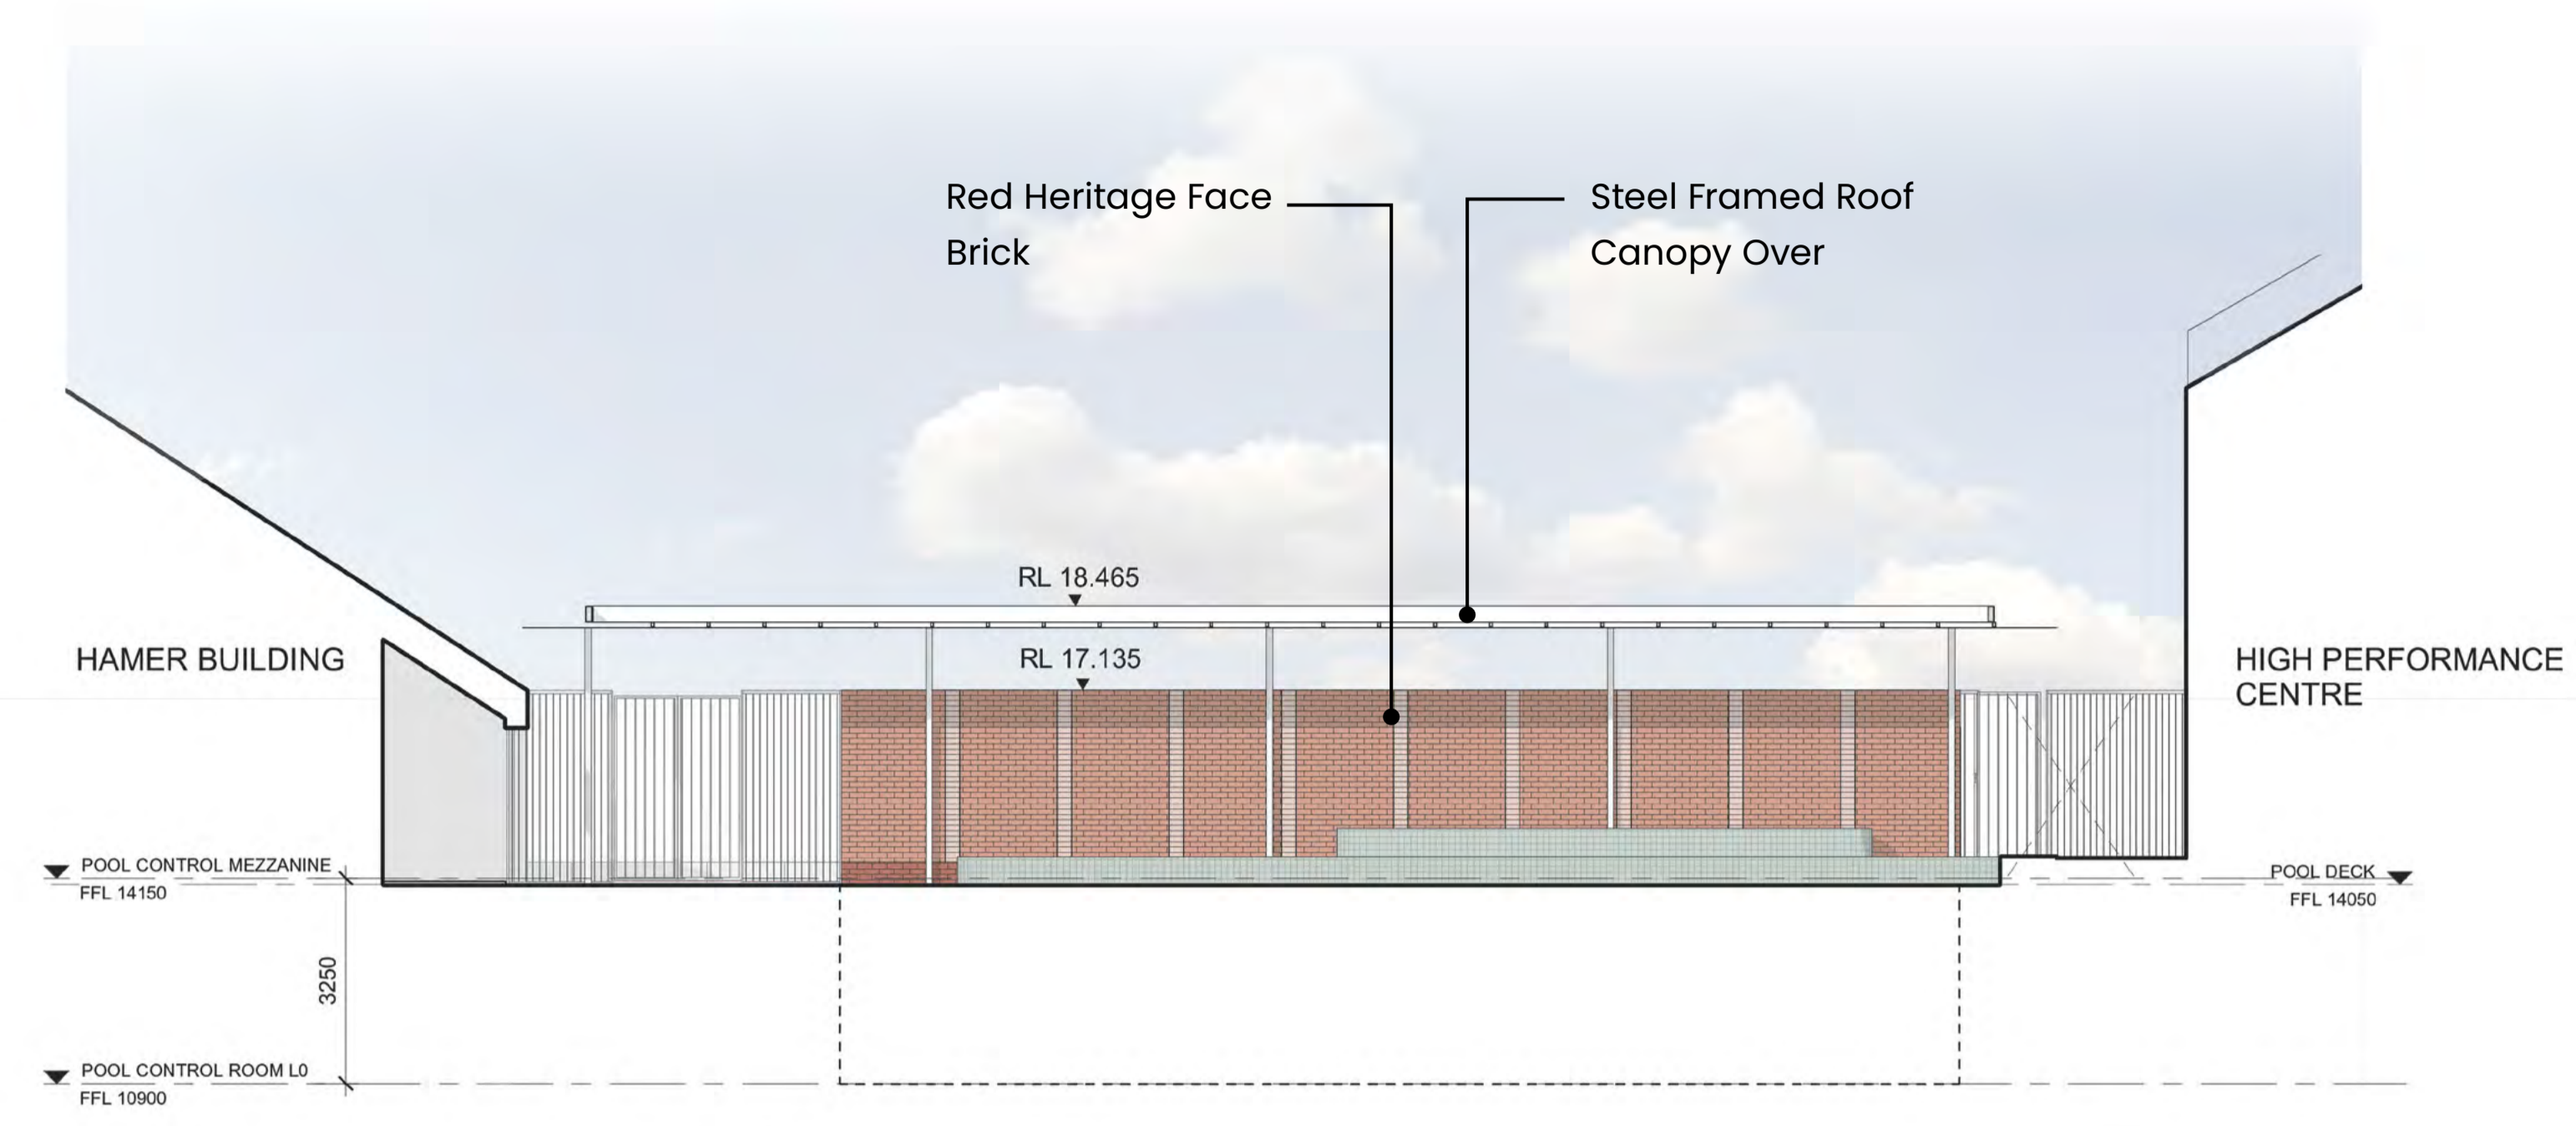 Red Heritage Face
Brick
Steel Framed Roof
Canopy Over
RL 18.465
RL 17.135
HAMER BUILDING
HIGH PERFORMANCE
CENTRE
POOL CONTROL MEZZANINE
FFL 14150
POOL DECK
FFL 14050
3250
POOL CONTROL ROOM L0
FFL 10900